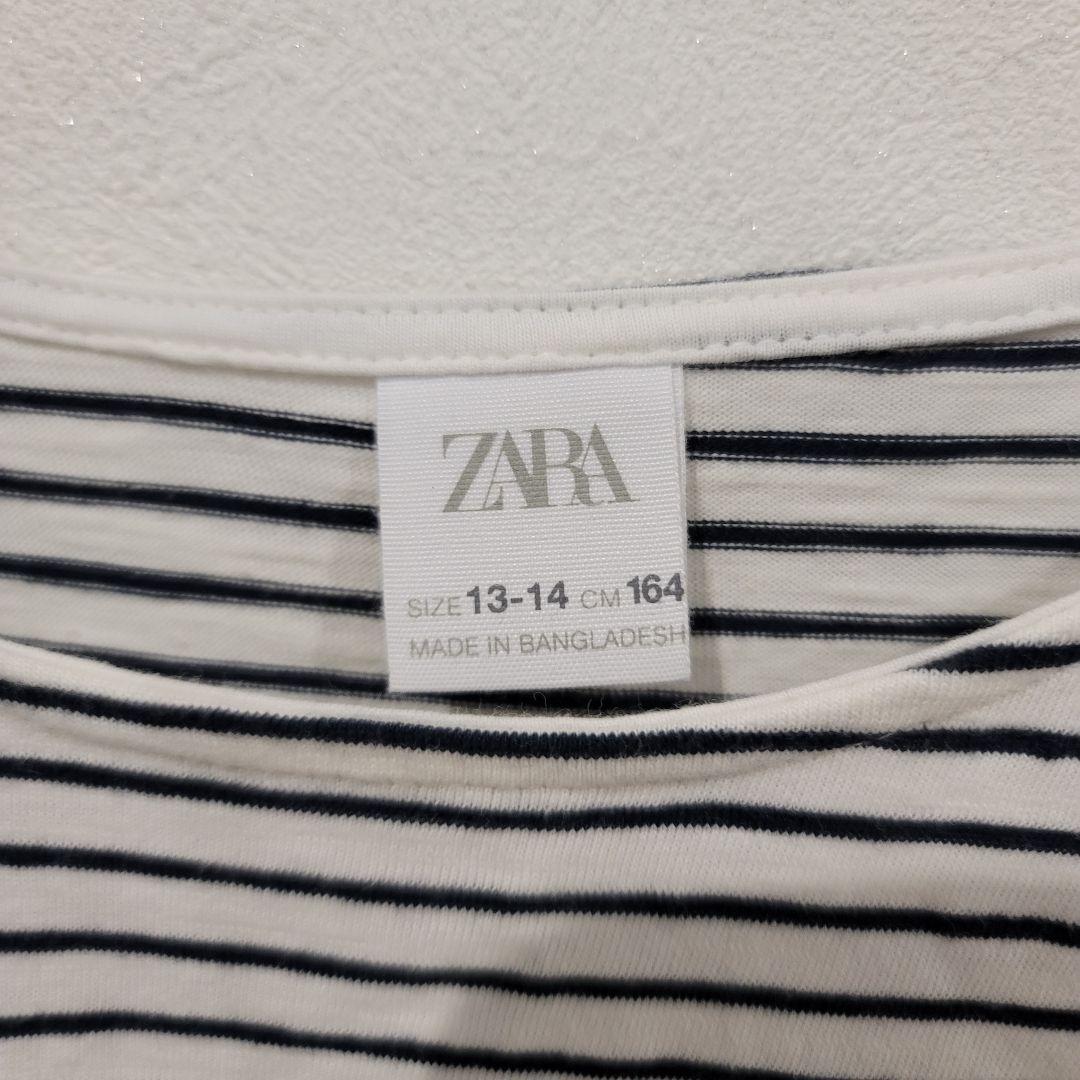 ZARA
SIZE 13-14 CM 164
MADE IN BANGLADESH